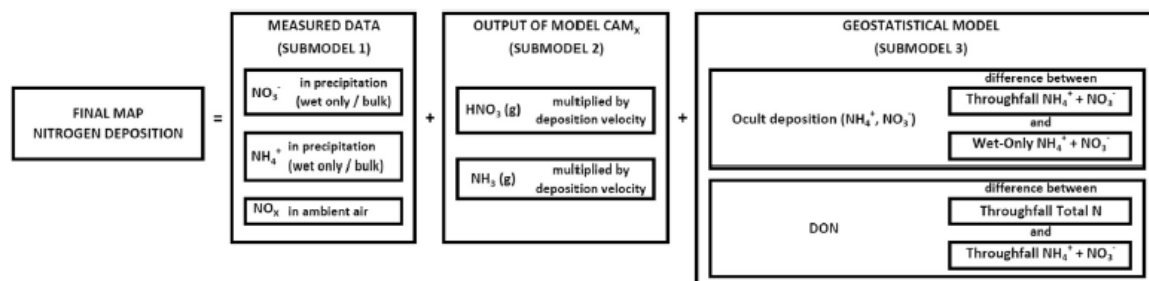 FINAL MAP
NITROGEN DEPOSITION
=
MEASURED DATA
(SUBMODEL 1)
NO₃⁻ in precipitation
(wet only / bulk)
NH₄⁺ in precipitation
(wet only / bulk)
NOₓ in ambient air
+
OUTPUT OF MODEL CAMₓ
(SUBMODEL 2)
HNO₃ (g) multiplied by
deposition velocity
NH₃ (g) multiplied by
deposition velocity
+
GEOSTATISTICAL MODEL
(SUBMODEL 3)
Ocult deposition (NH₄⁺, NO₃⁻)
difference between
Throughfall NH₄⁺ + NO₃⁻
and
Wet-Only NH₄⁺ + NO₃⁻
DON
difference between
Throughfall Total N
and
Throughfall NH₄⁺ + NO₃⁻